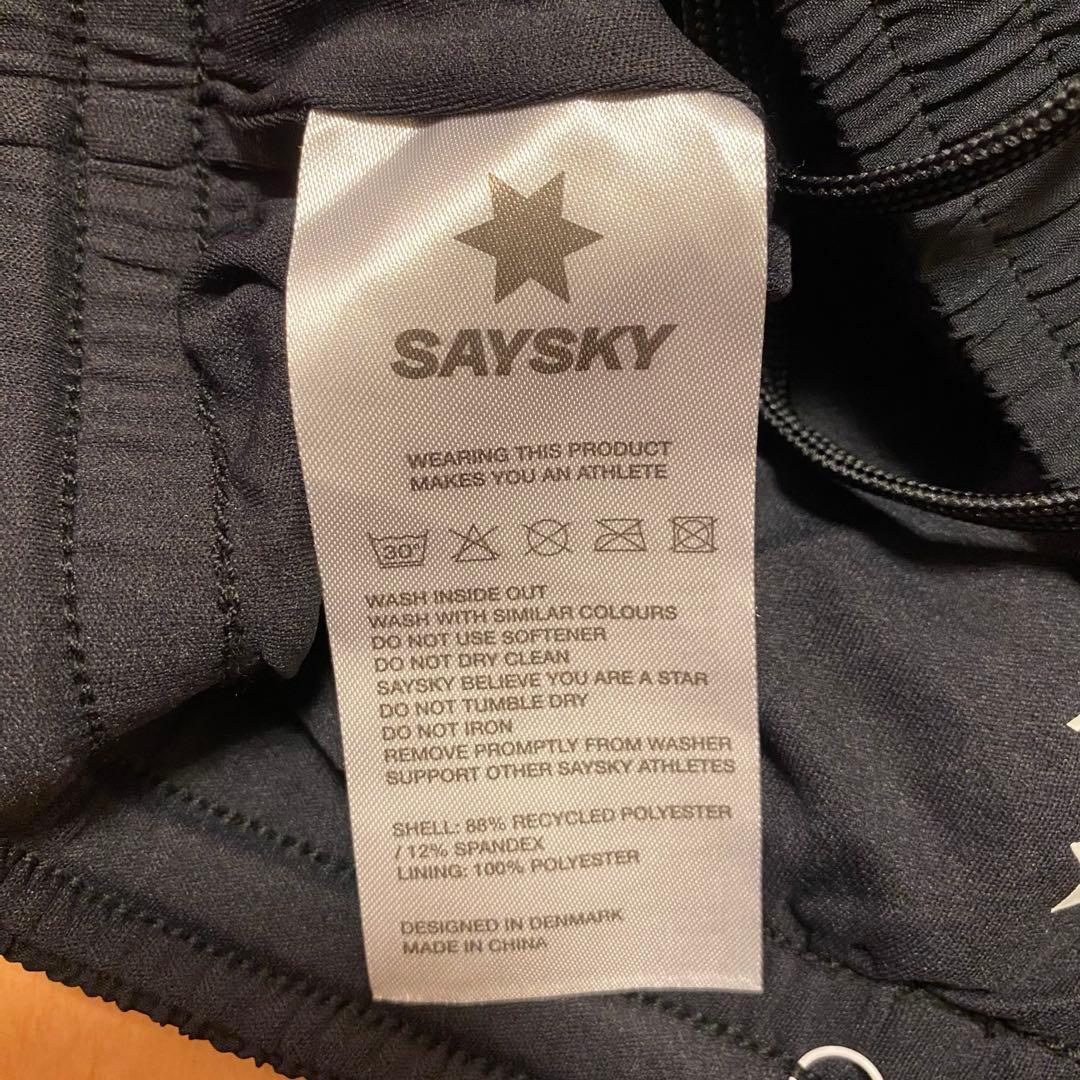 SAYSKY
WEARING THIS PRODUCT
MAKES YOU AN ATHLETE
30°
WASH INSIDE OUT
WASH WITH SIMILAR COLOURS
DO NOT USE SOFTENER
DO NOT DRY CLEAN
SAYSKY BELIEVE YOU ARE A STAR
DO NOT TUMBLE DRY
DO NOT IRON
REMOVE PROMPTLY FROM WASHER
SUPPORT OTHER SAYSKY ATHLETES
SHELL: 88% RECYCLED POLYESTER
/ 12% SPANDEX
LINING: 100% POLYESTER
DESIGNED IN DENMARK
MADE IN CHINA